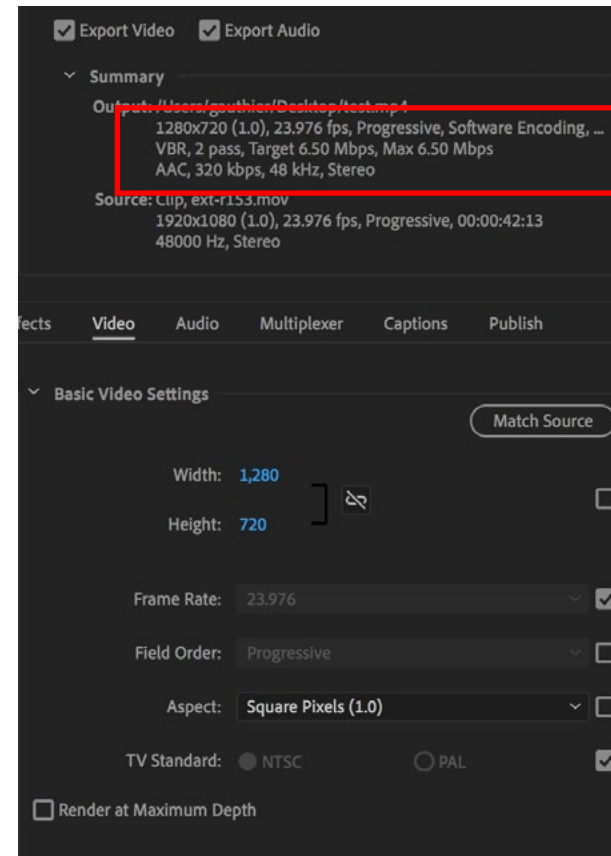 Export Video Export Audio
Summary
Output: /Users/gauthier/Desktop/test.mp4
1280x720 (1.0), 23.976 fps, Progressive, Software Encoding, ...
VBR, 2 pass, Target 6.50 Mbps, Max 6.50 Mbps
AAC, 320 kbps, 48 kHz, Stereo
Source: Clip, ext-r153.mov
1920x1080 (1.0), 23.976 fps, Progressive, 00:00:42:13
48000 Hz, Stereo
fects Video Audio Multiplexer Captions Publish
Basic Video Settings
Match Source
Width: 1,280
Height: 720
Frame Rate: 23.976
Field Order: Progressive
Aspect: Square Pixels (1.0)
TV Standard: NTSC PAL
Render at Maximum Depth